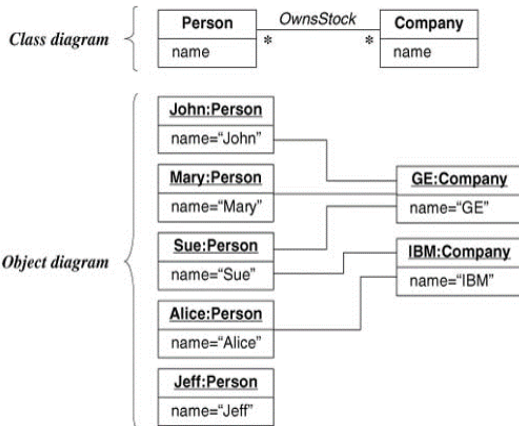 Class diagram
Person
name
OwnsStock
*
*
Company
name
Object diagram
John:Person
name=“John”
Mary:Person
name=“Mary”
Sue:Person
name=“Sue”
Alice:Person
name=“Alice”
Jeff:Person
name=“Jeff”
GE:Company
name=“GE”
IBM:Company
name=“IBM”